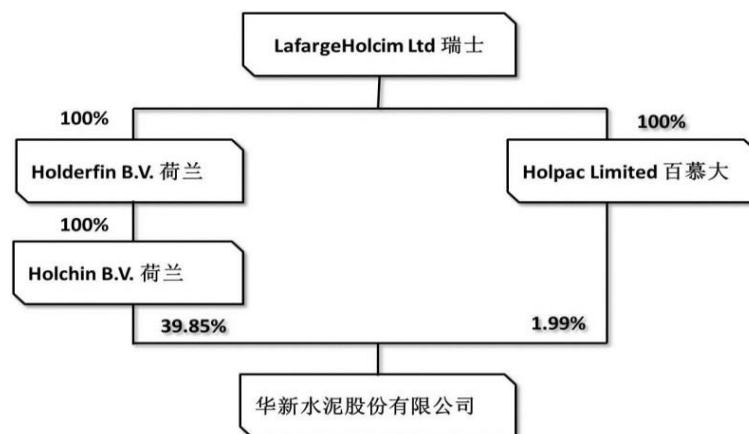 LafargeHolcim Ltd 瑞士
100%
100%
Holderfin B.V. 荷兰
Holpac Limited 百慕大
100%
Holchin B.V. 荷兰
39.85%
1.99%
华新水泥股份有限公司